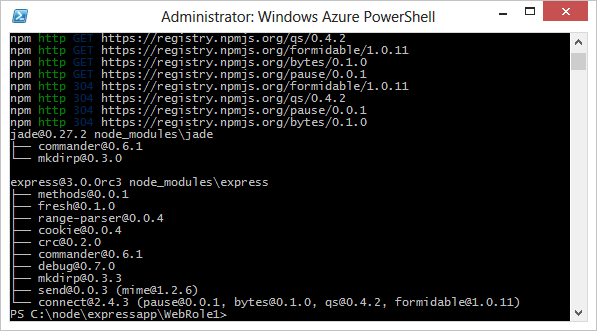 Administrator: Windows Azure PowerShell
npm http GET https://registry.npmjs.org/qs/0.4.2
npm http GET https://registry.npmjs.org/formidable/1.0.11
npm http GET https://registry.npmjs.org/bytes/0.1.0
npm http GET https://registry.npmjs.org/pause/0.0.1
npm http 304 https://registry.npmjs.org/formidable/1.0.11
npm http 304 https://registry.npmjs.org/qs/0.4.2
npm http 304 https://registry.npmjs.org/pause/0.0.1
npm http 304 https://registry.npmjs.org/bytes/0.1.0
jade@0.27.2 node_modules\jade
├── commander@0.6.1
└── mkdirp@0.3.0
express@3.0.0rc3 node_modules\express
├── methods@0.0.1
├── fresh@0.1.0
├── range-parser@0.0.4
├── cookie@0.0.4
├── crc@0.2.0
├── commander@0.6.1
├── debug@0.7.0
├── mkdirp@0.3.3
├── send@0.0.3 (mime@1.2.6)
└── connect@2.4.3 (pause@0.0.1, bytes@0.1.0, qs@0.4.2, formidable@1.0.11)
PS C:\node\expressapp\WebRole1>